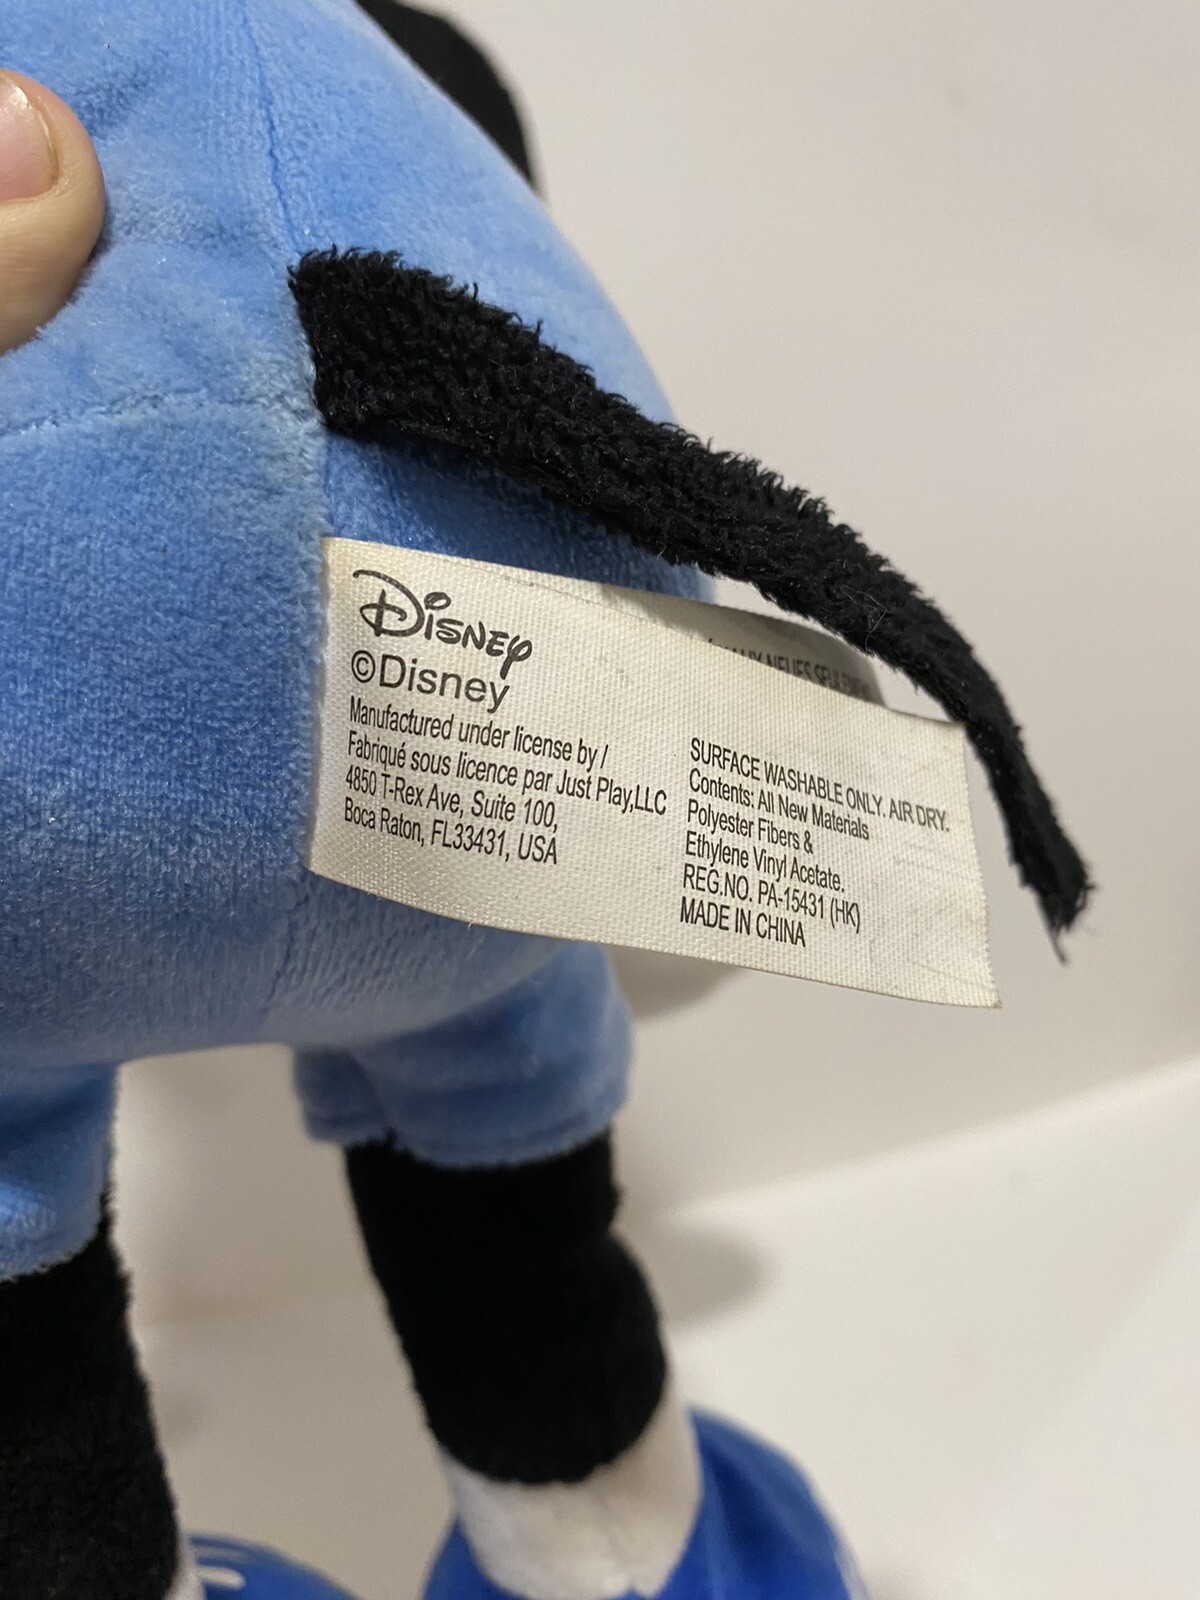 Disney
©Disney
Manufactured under license by /
Fabriqué sous licence par Just Play,LLC
4850 T-Rex Ave, Suite 100,
Boca Raton, FL33431, USA
SURFACE WASHABLE ONLY. AIR DRY.
Contents: All New Materials
Polyester Fibers &
Ethylene Vinyl Acetate.
REG.NO. PA-15431 (HK)
MADE IN CHINA
NEUFS